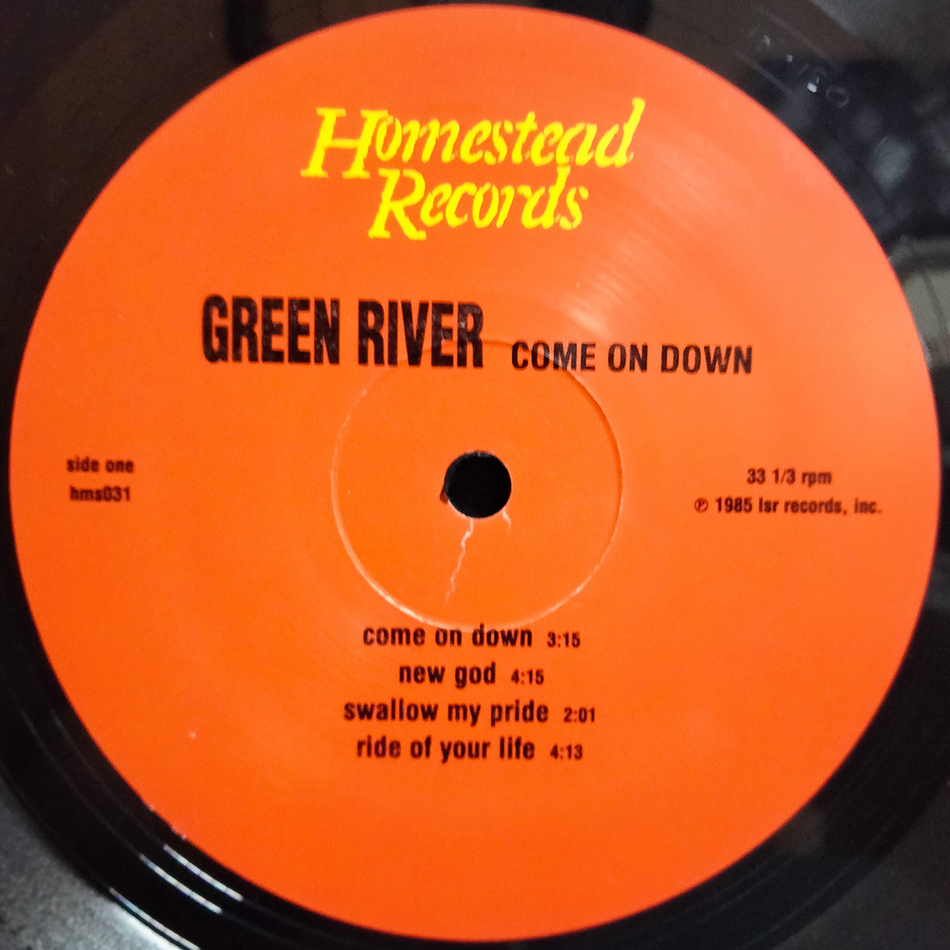 Homestead
Records
GREEN RIVER COME ON DOWN
side one
hms031
33 1/3 rpm
℗ 1985 lsr records, inc.
come on down 3:15
new god 4:15
swallow my pride 2:01
ride of your life 4:13